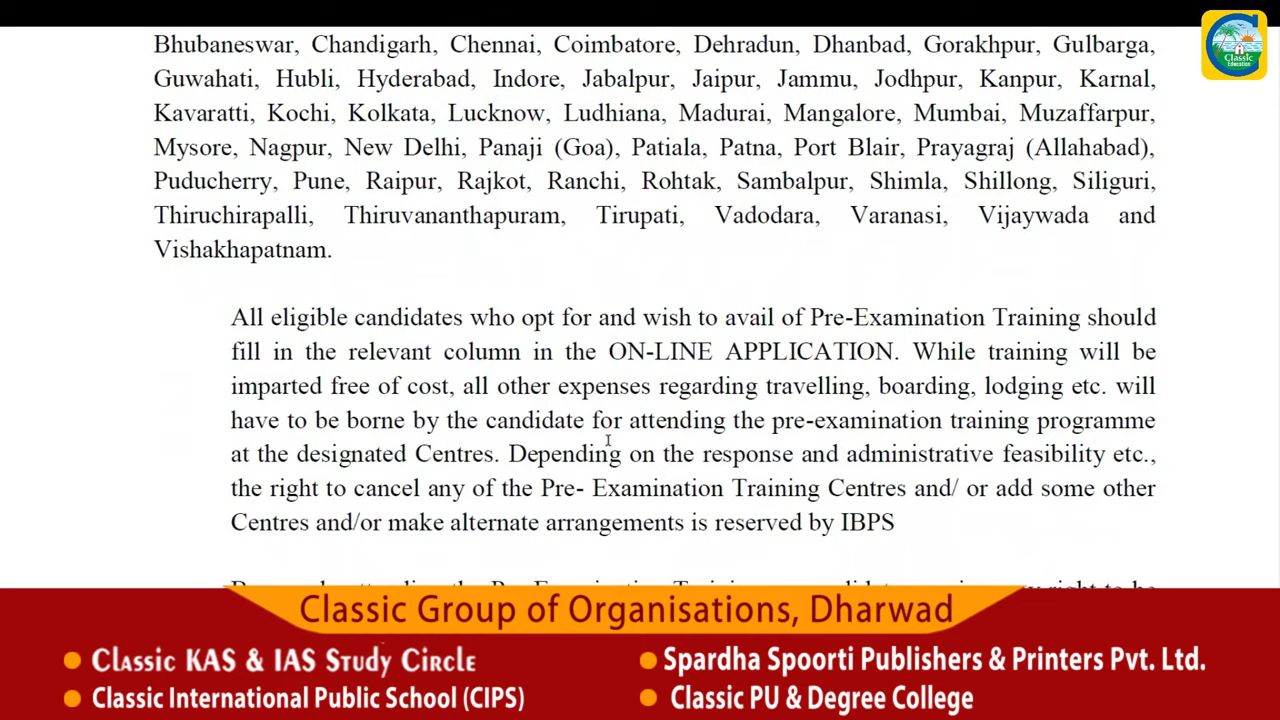 Bhubaneswar, Chandigarh, Chennai, Coimbatore, Dehradun, Dhanbad, Gorakhpur, Gulbarga,
Guwahati, Hubli, Hyderabad, Indore, Jabalpur, Jaipur, Jammu, Jodhpur, Kanpur, Karnal,
Kavaratti, Kochi, Kolkata, Lucknow, Ludhiana, Madurai, Mangalore, Mumbai, Muzaffarpur,
Mysore, Nagpur, New Delhi, Panaji (Goa), Patiala, Patna, Port Blair, Prayagraj (Allahabad),
Puducherry, Pune, Raipur, Rajkot, Ranchi, Rohtak, Sambalpur, Shimla, Shillong, Siliguri,
Thiruchirapalli, Thiruvananthapuram, Tirupati, Vadodara, Varanasi, Vijaywada and
Vishakhapatnam.
All eligible candidates who opt for and wish to avail of Pre-Examination Training should
fill in the relevant column in the ON-LINE APPLICATION. While training will be
imparted free of cost, all other expenses regarding travelling, boarding, lodging etc. will
have to be borne by the candidate for attending the pre-examination training programme
at the designated Centres. Depending on the response and administrative feasibility etc.,
the right to cancel any of the Pre- Examination Training Centres and/ or add some other
Centres and/or make alternate arrangements is reserved by IBPS
Classic Education
Classic Group of Organisations, Dharwad
Classic KAS & IAS Study Circle
Spardha Spoorti Publishers & Printers Pvt. Ltd.
Classic International Public School (CIPS)
Classic PU & Degree College